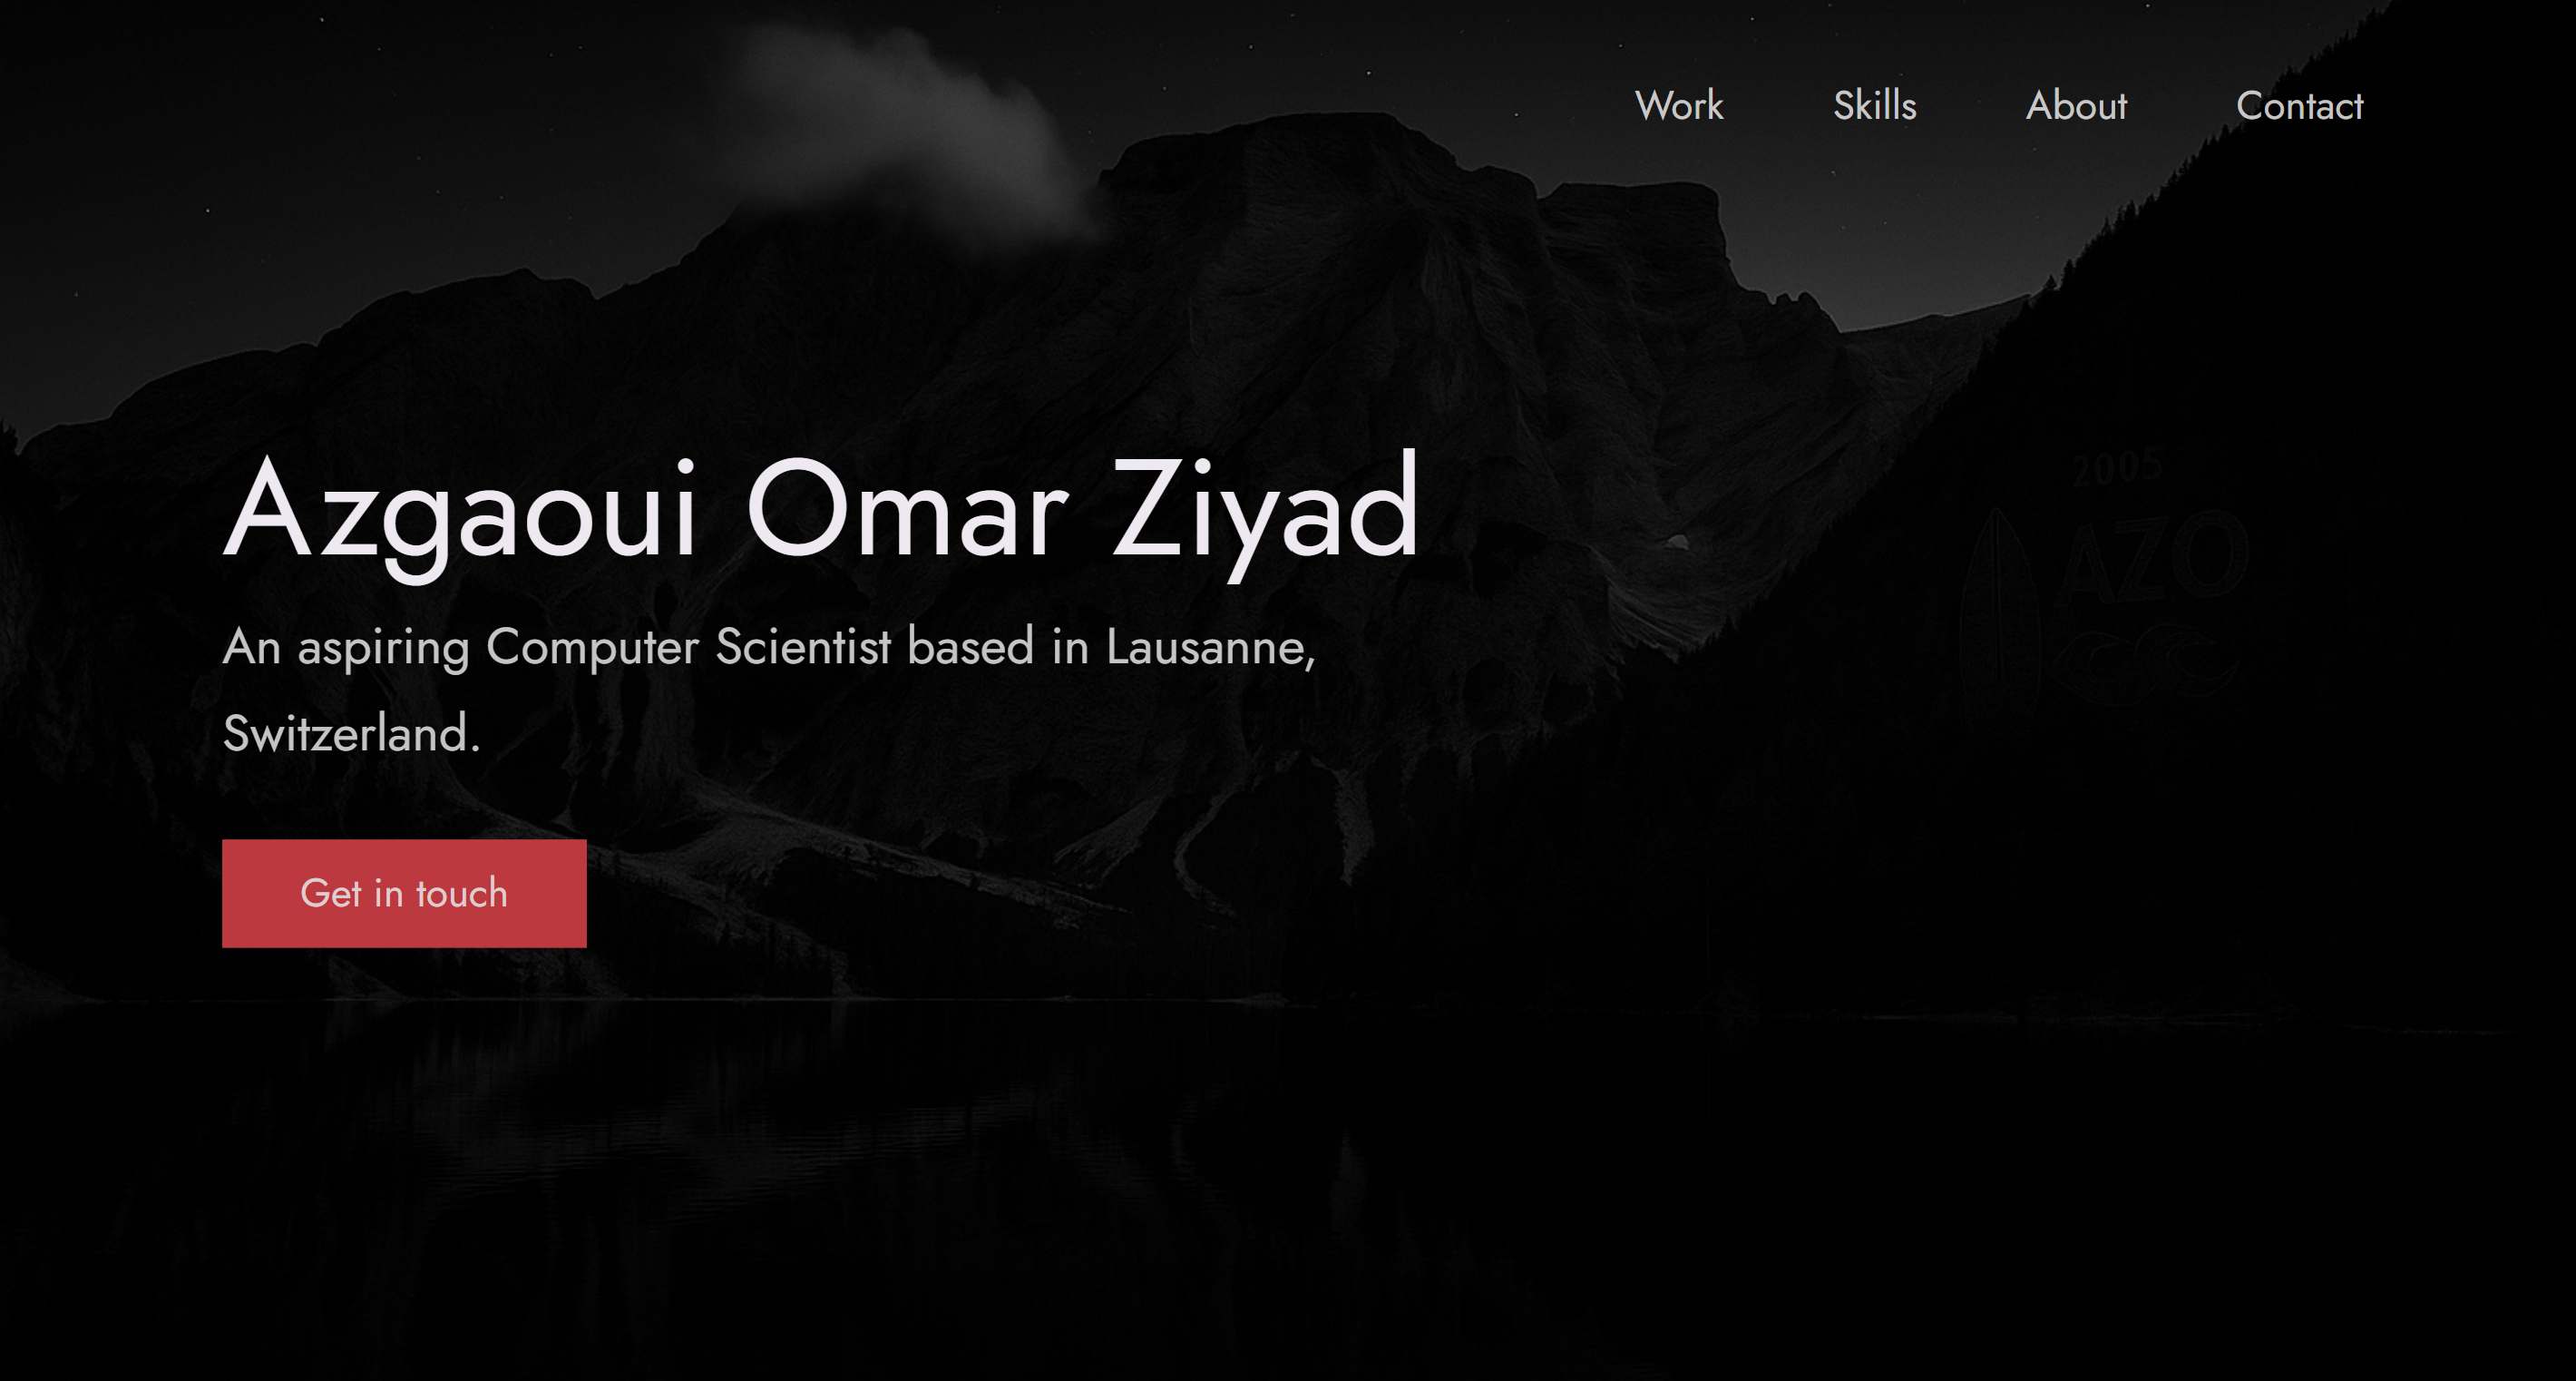 Work Skills About Contact
Azgaoui Omar Ziyad
2005
AZO
An aspiring Computer Scientist based in Lausanne,
Switzerland.
Get in touch